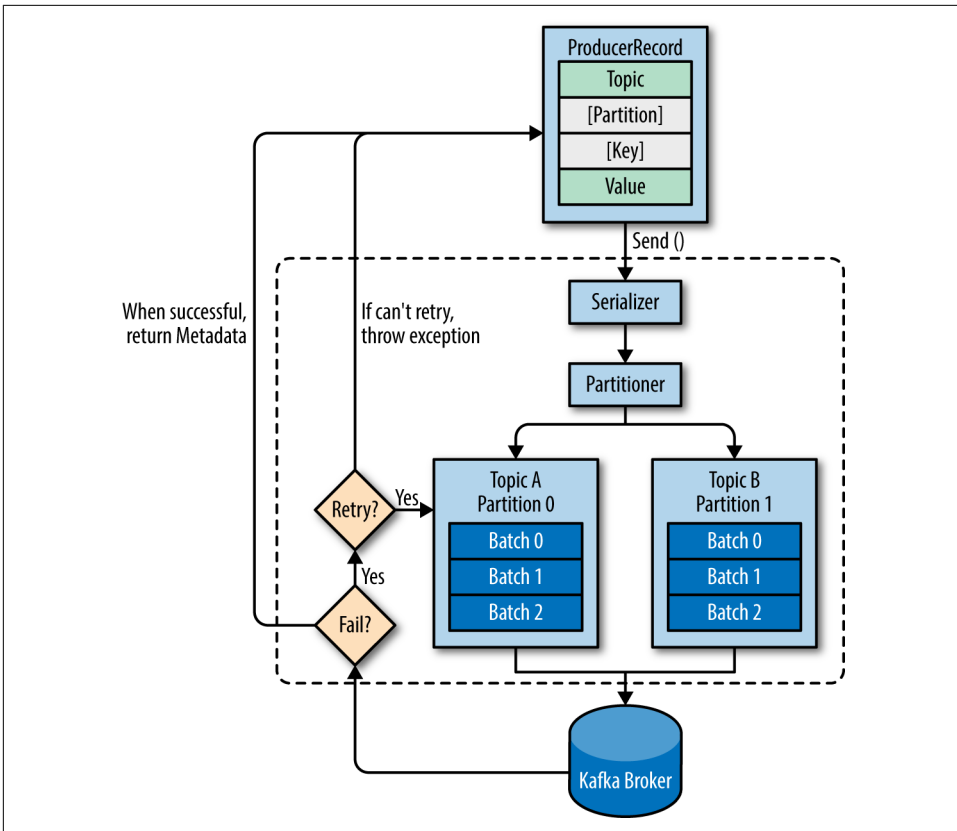 ProducerRecord
Topic
[Partition]
[Key]
Value
Send ()
Serializer
When successful,
return Metadata
If can't retry,
throw exception
Partitioner
Topic A
Partition 0
Topic B
Partition 1
Retry?
Yes
Batch 0
Batch 1
Batch 2
Batch 0
Batch 1
Batch 2
Yes
Fail?
Kafka Broker